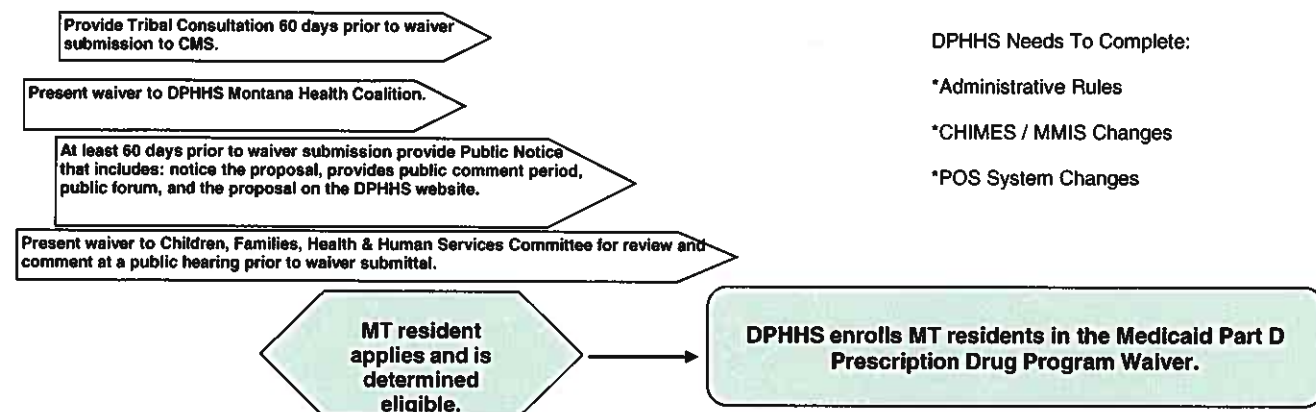 Provide Tribal Consultation 60 days prior to waiver
submission to CMS.
Present waiver to DPHHS Montana Health Coalition.
At least 60 days prior to waiver submission provide Public Notice
that includes: notice the proposal, provides public comment period,
public forum, and the proposal on the DPHHS website.
Present waiver to Children, Families, Health & Human Services Committee for review and
comment at a public hearing prior to waiver submittal.
DPHHS Needs To Complete:
*Administrative Rules
*CHIMES / MMIS Changes
*POS System Changes
MT resident
applies and is
determined
eligible.
DPHHS enrolls MT residents in the Medicaid Part D
Prescription Drug Program Waiver.